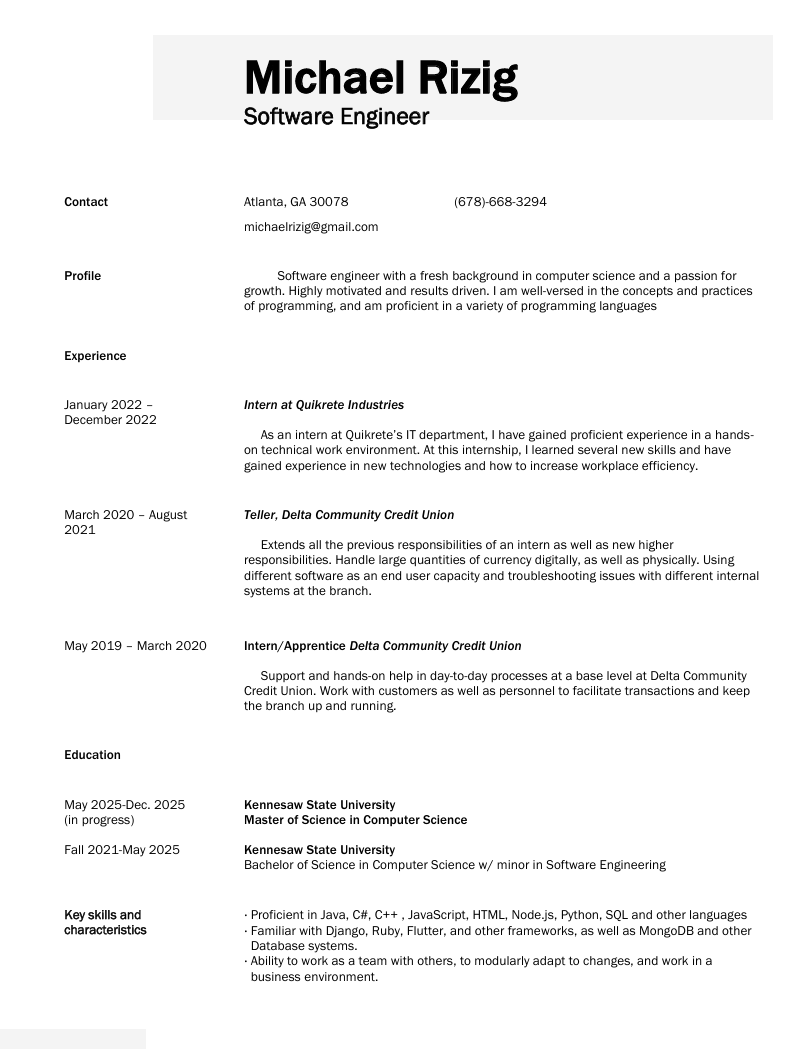 Michael Rizig
Software Engineer
Contact
Atlanta, GA 30078
(678)-668-3294
michaelrizig@gmail.com
Profile
Software engineer with a fresh background in computer science and a passion for
growth. Highly motivated and results driven. I am well-versed in the concepts and practices
of programming, and am proficient in a variety of programming languages
Experience
January 2022 –
December 2022
Intern at Quikrete Industries
As an intern at Quikrete's IT department, I have gained proficient experience in a hands-
on technical work environment. At this internship, I learned several new skills and have
gained experience in new technologies and how to increase workplace efficiency.
March 2020 – August
2021
Teller, Delta Community Credit Union
Extends all the previous responsibilities of an intern as well as new higher
responsibilities. Handle large quantities of currency digitally, as well as physically. Using
different software as an end user capacity and troubleshooting issues with different internal
systems at the branch.
May 2019 – March 2020
Intern/Apprentice Delta Community Credit Union
Support and hands-on help in day-to-day processes at a base level at Delta Community
Credit Union. Work with customers as well as personnel to facilitate transactions and keep
the branch up and running.
Education
May 2025-Dec. 2025
(in progress)
Kennesaw State University
Master of Science in Computer Science
Fall 2021-May 2025
Kennesaw State University
Bachelor of Science in Computer Science w/ minor in Software Engineering
Key skills and
characteristics
· Proficient in Java, C#, C++ , JavaScript, HTML, Node.js, Python, SQL and other languages
· Familiar with Django, Ruby, Flutter, and other frameworks, as well as MongoDB and other
Database systems.
· Ability to work as a team with others, to modularly adapt to changes, and work in a
business environment.